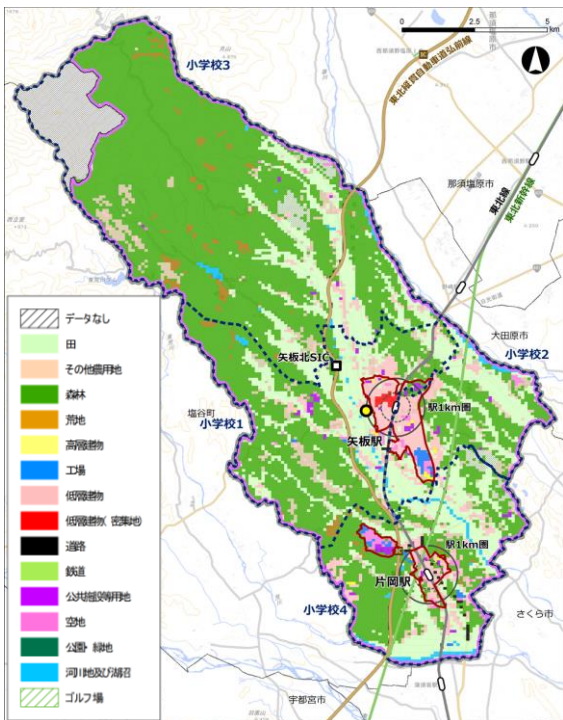 0 2.5 5
km
那須塩原市
小学校3
東北縦貫自動車道弘前線
那須塩原市
東北線
東北新幹線
大田原市
小学校2
矢板北SIC
駅1km圏
塩谷町
小学校1
矢板駅
駅1km圏
片岡駅
小学校4
さくら市
宇都宮市
データなし
田
その他農用地
森林
荒地
高層建物
工場
低層建物
低層建物(密集地)
道路
鉄道
公共施設等用地
空地
公園・緑地
河川地及び湖沼
ゴルフ場